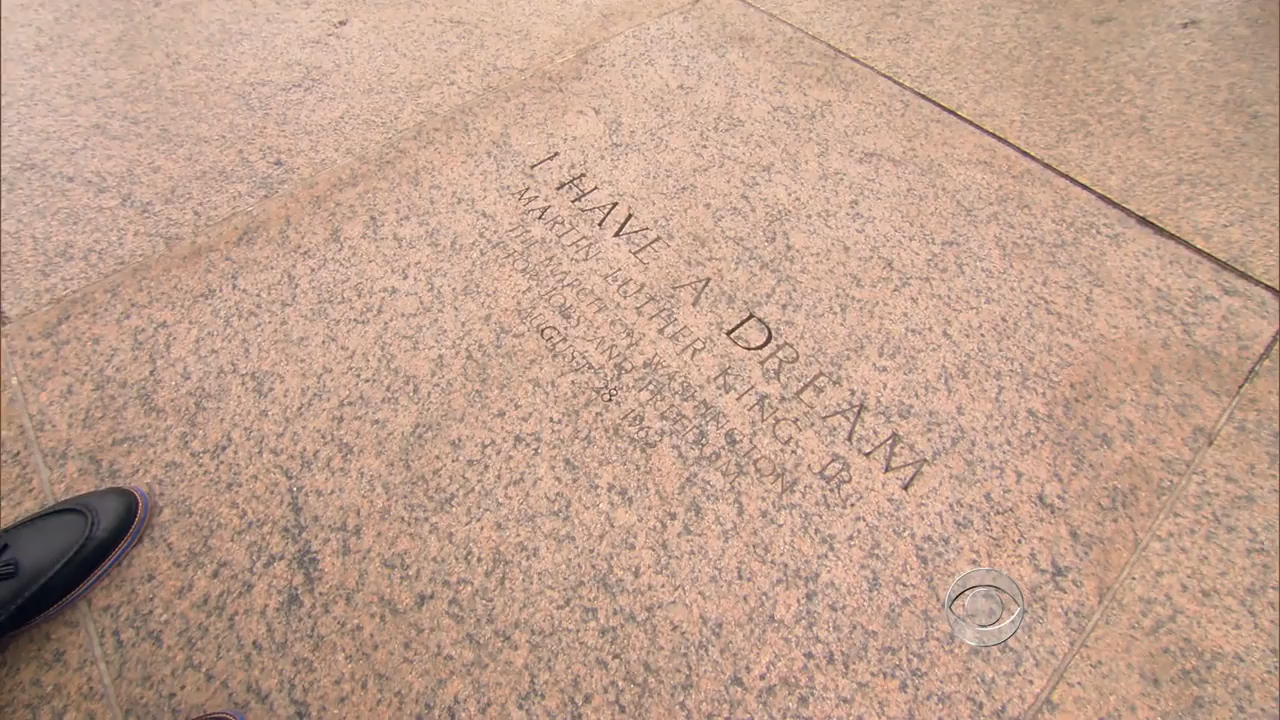 I HAVE A DREAM
MARTIN LUTHER KING JR
THE MARCH ON WASHINGTON
FOR JOBS AND FREEDOM
AUGUST 28 1963